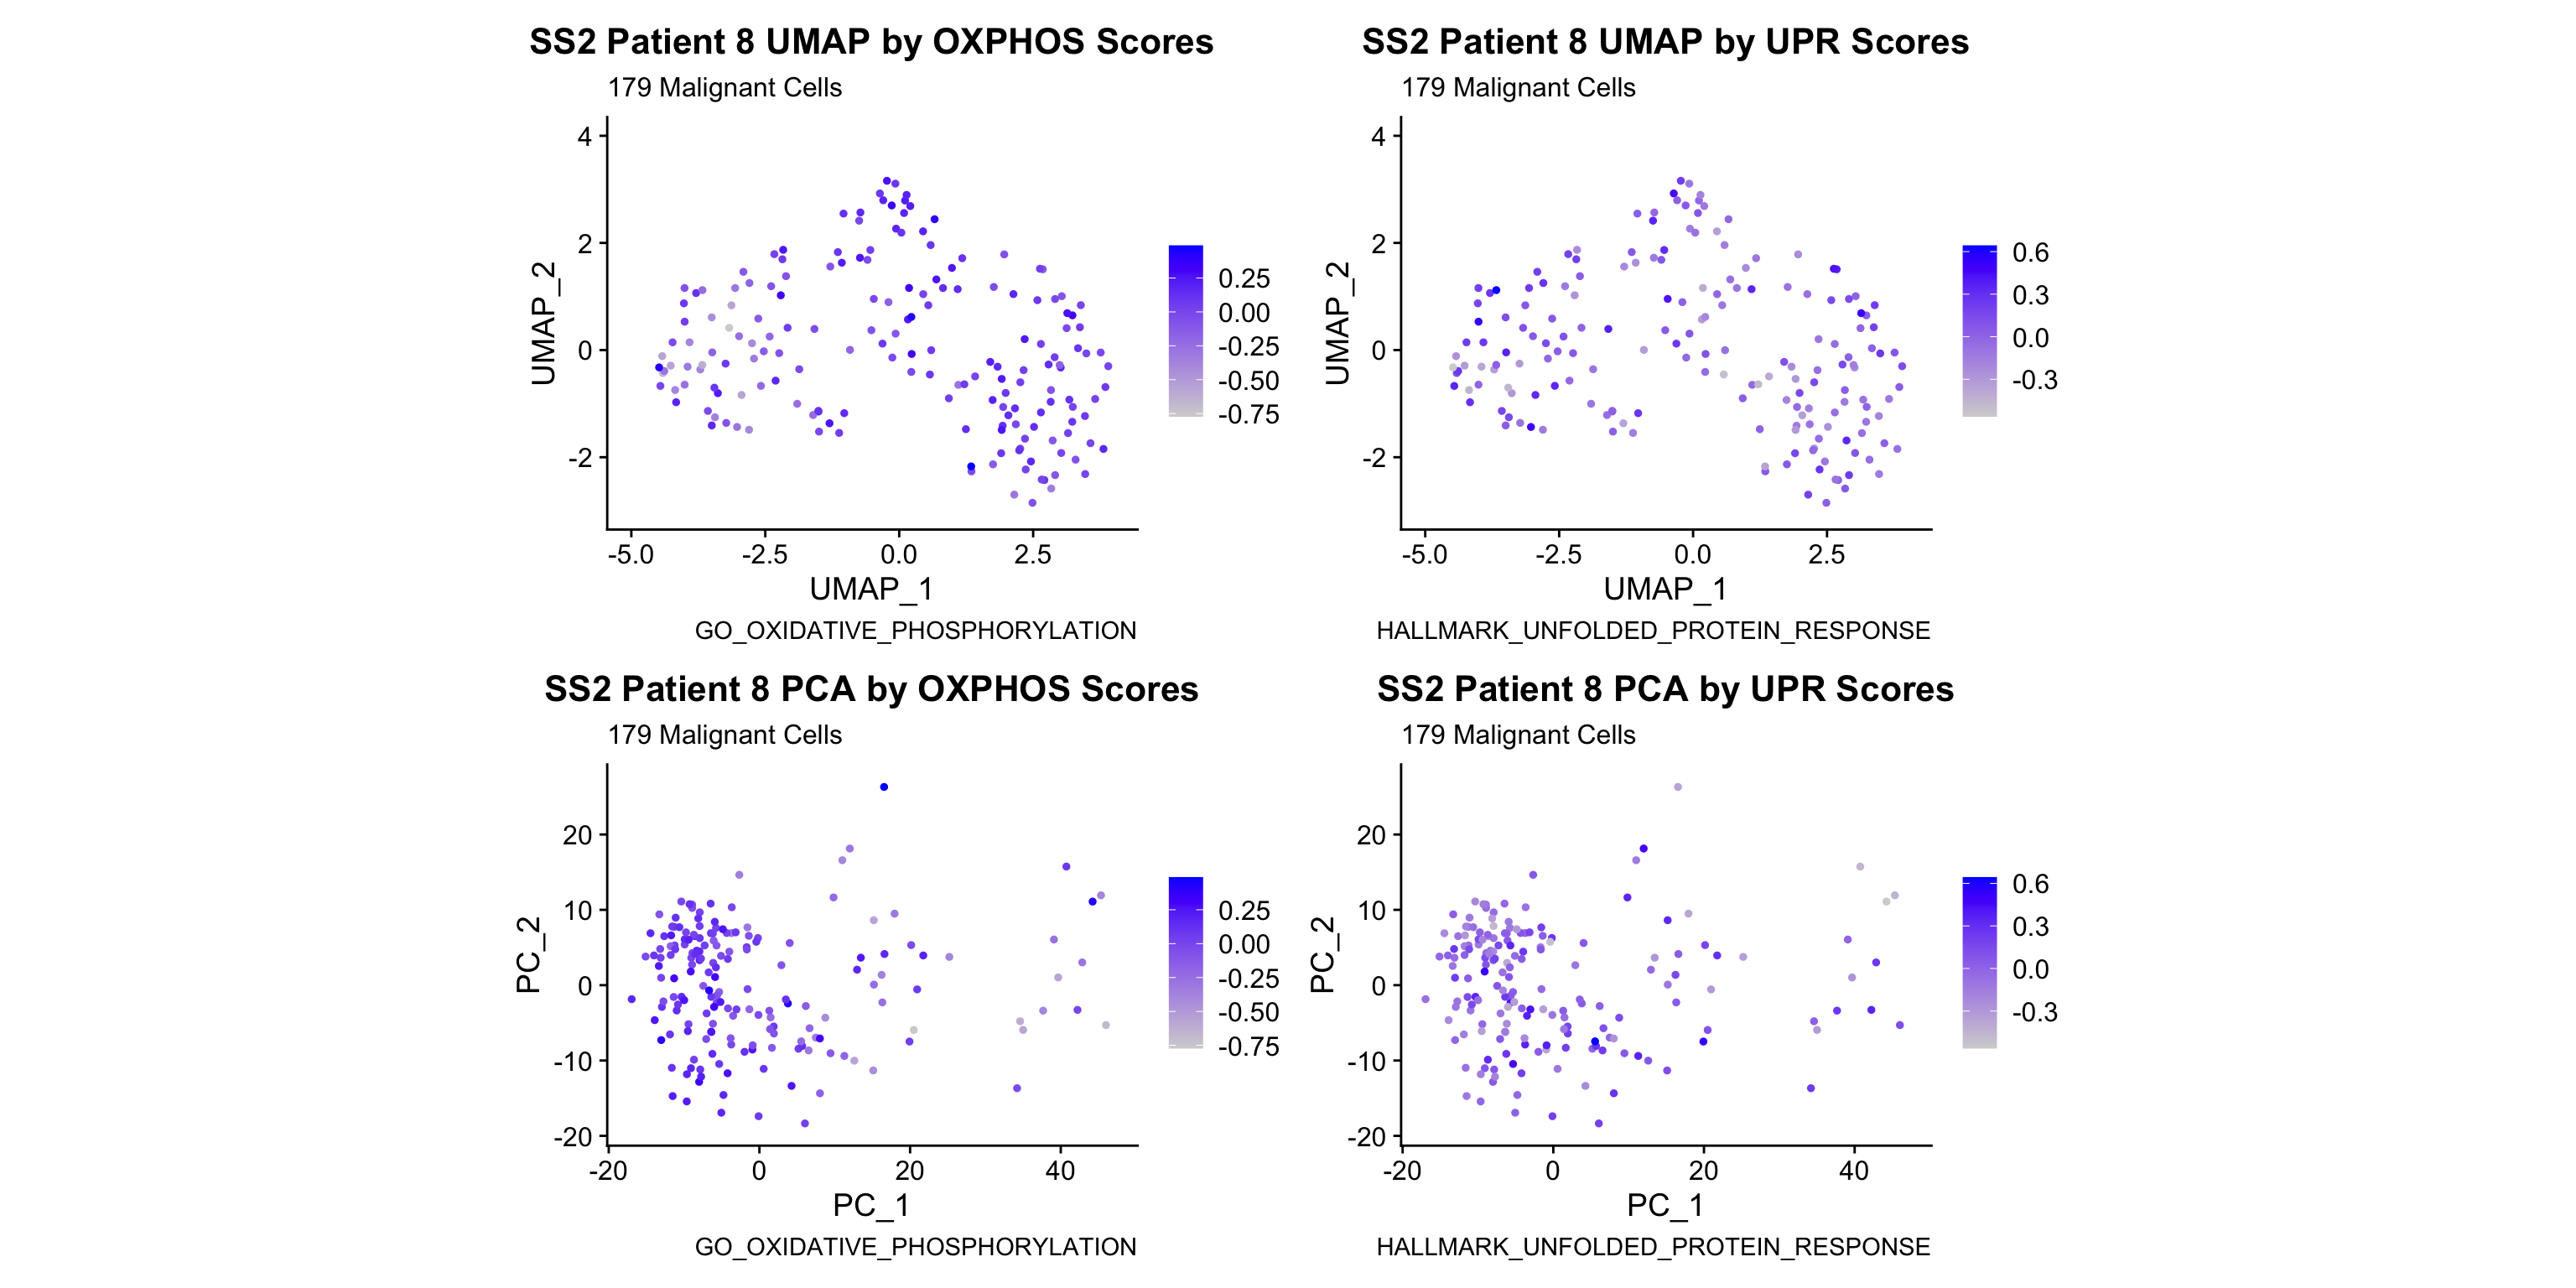 SS2 Patient 8 UMAP by OXPHOS Scores
179 Malignant Cells
4
2
0
-2
UMAP_2
-5.0
-2.5
0.0
2.5
UMAP_1
0.25
0.00
-0.25
-0.50
-0.75
GO_OXIDATIVE_PHOSPHORYLATION
SS2 Patient 8 UMAP by UPR Scores
179 Malignant Cells
4
2
0
-2
UMAP_2
-5.0
-2.5
0.0
2.5
UMAP_1
0.6
0.3
0.0
-0.3
HALLMARK_UNFOLDED_PROTEIN_RESPONSE
SS2 Patient 8 PCA by OXPHOS Scores
179 Malignant Cells
20
10
0
-10
-20
PC_2
-20
0
20
40
PC_1
0.25
0.00
-0.25
-0.50
-0.75
GO_OXIDATIVE_PHOSPHORYLATION
SS2 Patient 8 PCA by UPR Scores
179 Malignant Cells
20
10
0
-10
-20
PC_2
-20
0
20
40
PC_1
0.6
0.3
0.0
-0.3
HALLMARK_UNFOLDED_PROTEIN_RESPONSE